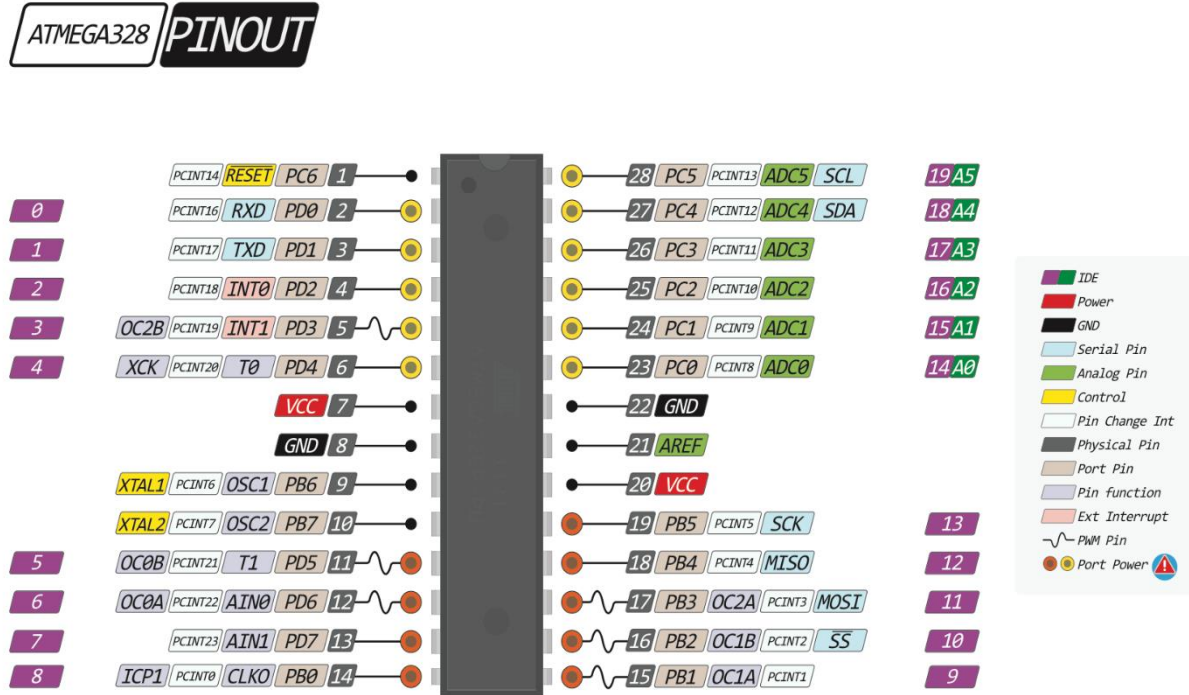 ATMEGA328 PINOUT
PCINT14 RESET PC6 1 28 PC5 PCINT13 ADC5 SCL 19 A5
0 PCINT16 RXD PD0 2 27 PC4 PCINT12 ADC4 SDA 18 A4
1 PCINT17 TXD PD1 3 26 PC3 PCINT11 ADC3 17 A3
2 PCINT18 INT0 PD2 4 25 PC2 PCINT10 ADC2 16 A2
3 OC2B PCINT19 INT1 PD3 5 24 PC1 PCINT9 ADC1 15 A1
4 XCK PCINT20 T0 PD4 6 23 PC0 PCINT8 ADC0 14 A0
VCC 7 22 GND
GND 8 21 AREF
XTAL1 PCINT6 OSC1 PB6 9 20 VCC
XTAL2 PCINT7 OSC2 PB7 10 19 PB5 PCINT5 SCK 13
5 OC0B PCINT21 T1 PD5 11 18 PB4 PCINT4 MISO 12
6 OC0A PCINT22 AIN0 PD6 12 17 PB3 OC2A PCINT3 MOSI 11
7 PCINT23 AIN1 PD7 13 16 PB2 OC1B PCINT2 SS 10
8 ICP1 PCINT0 CLKO PB0 14 15 PB1 OC1A PCINT1 9
IDE
Power
GND
Serial Pin
Analog Pin
Control
Pin Change Int
Physical Pin
Port Pin
Pin function
Ext Interrupt
PWM Pin
Port Power